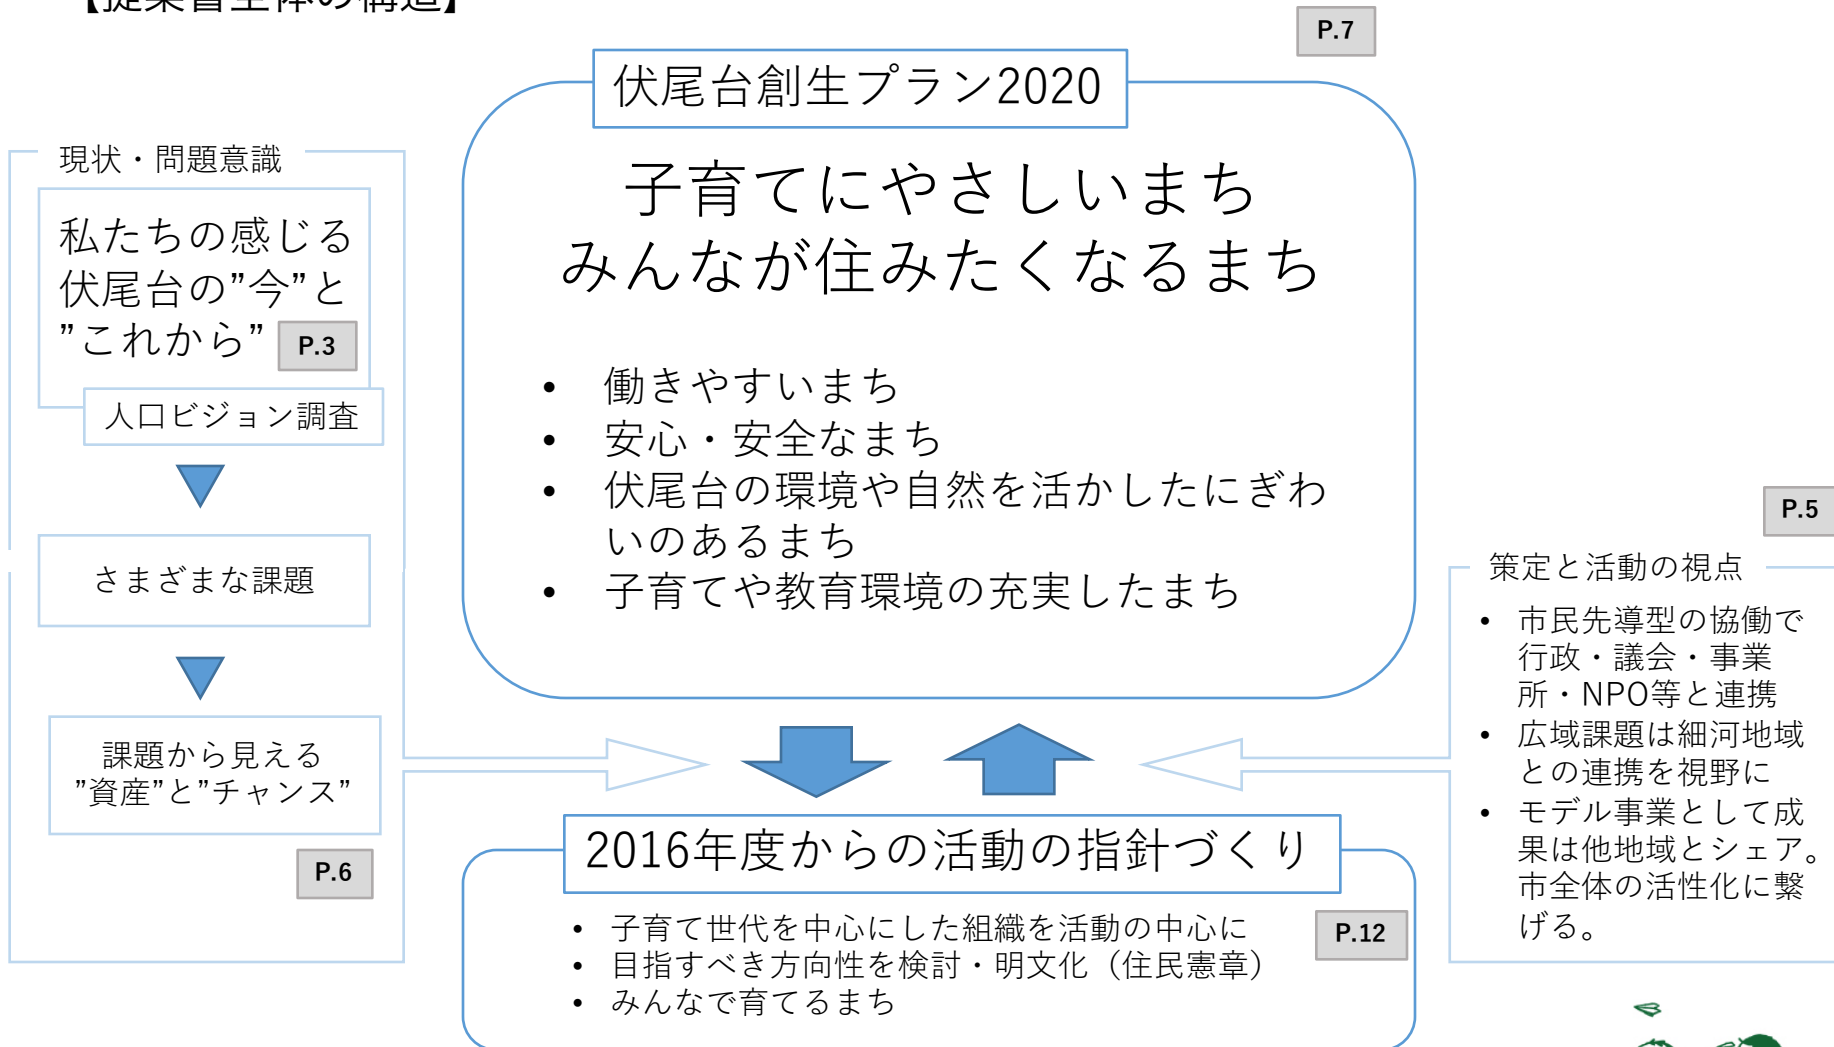 【提案書全体の構造】
P.7
伏尾台創生プラン2020
子育てにやさしいまち
みんなが住みたくなるまち
• 働きやすいまち
• 安心・安全なまち
• 伏尾台の環境や自然を活かしたにぎわ
いのあるまち
• 子育てや教育環境の充実したまち
現状・問題意識
私たちの感じる
伏尾台の”今”と
”これから”
P.3
人口ビジョン調査
さまざまな課題
課題から見える
”資産”と”チャンス”
P.6
2016年度からの活動の指針づくり
• 子育て世代を中心にした組織を活動の中心に
• 目指すべき方向性を検討・明文化（住民憲章）
• みんなで育てるまち
P.12
P.5
策定と活動の視点
• 市民先導型の協働で
行政・議会・事業
所・NPO等と連携
• 広域課題は細河地域
との連携を視野に
• モデル事業として成
果は他地域とシェア。
市全体の活性化に繋
げる。